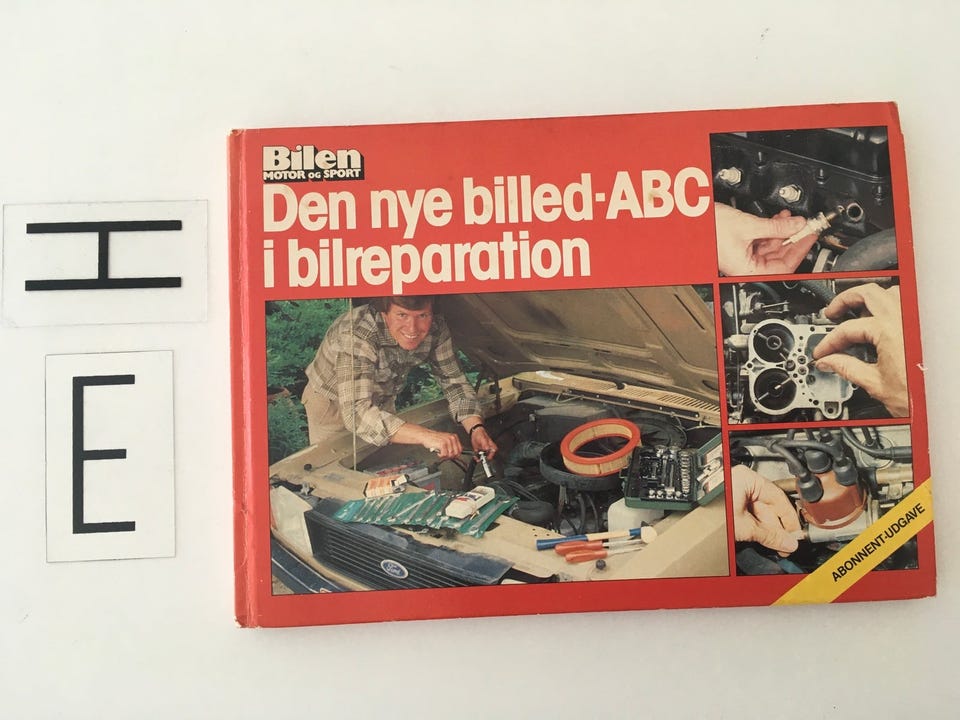 H
E
Bilen
MOTOR OG SPORT
Den nye billed-ABC
i bilreparation
Ford
ABONNENT-UDGAVE